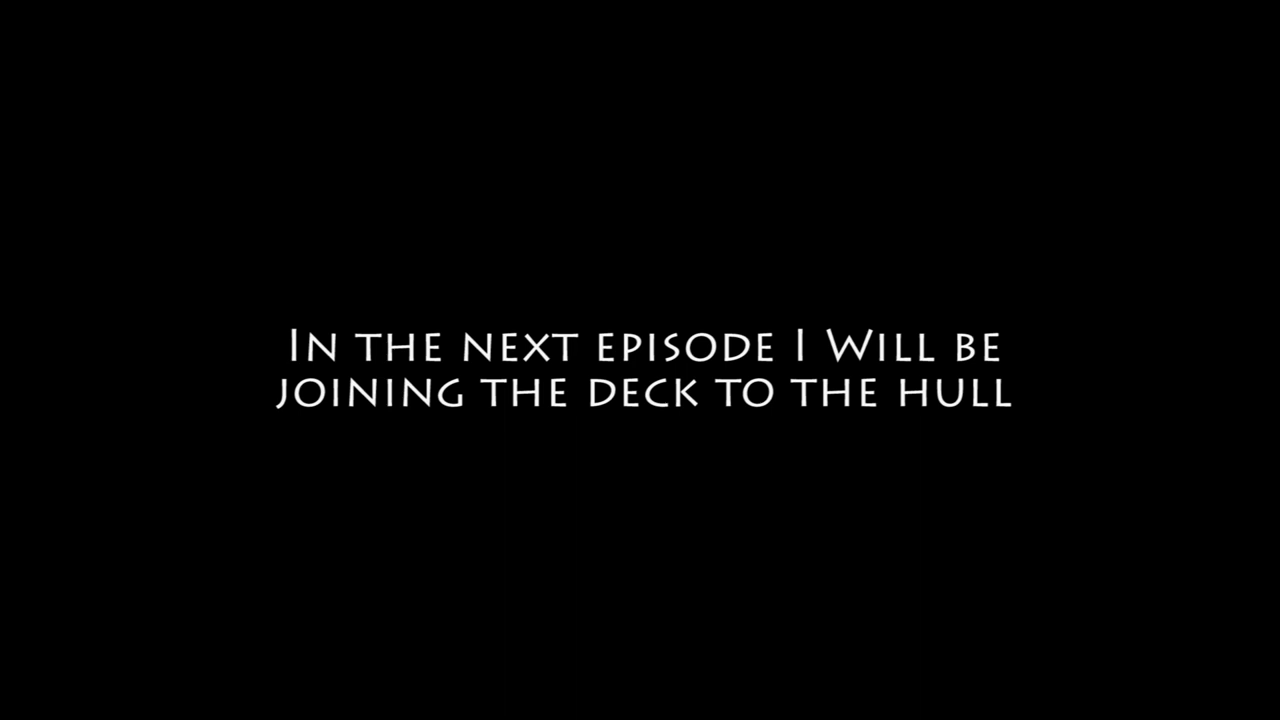 In the next episode I Will be
joining the deck to the hull